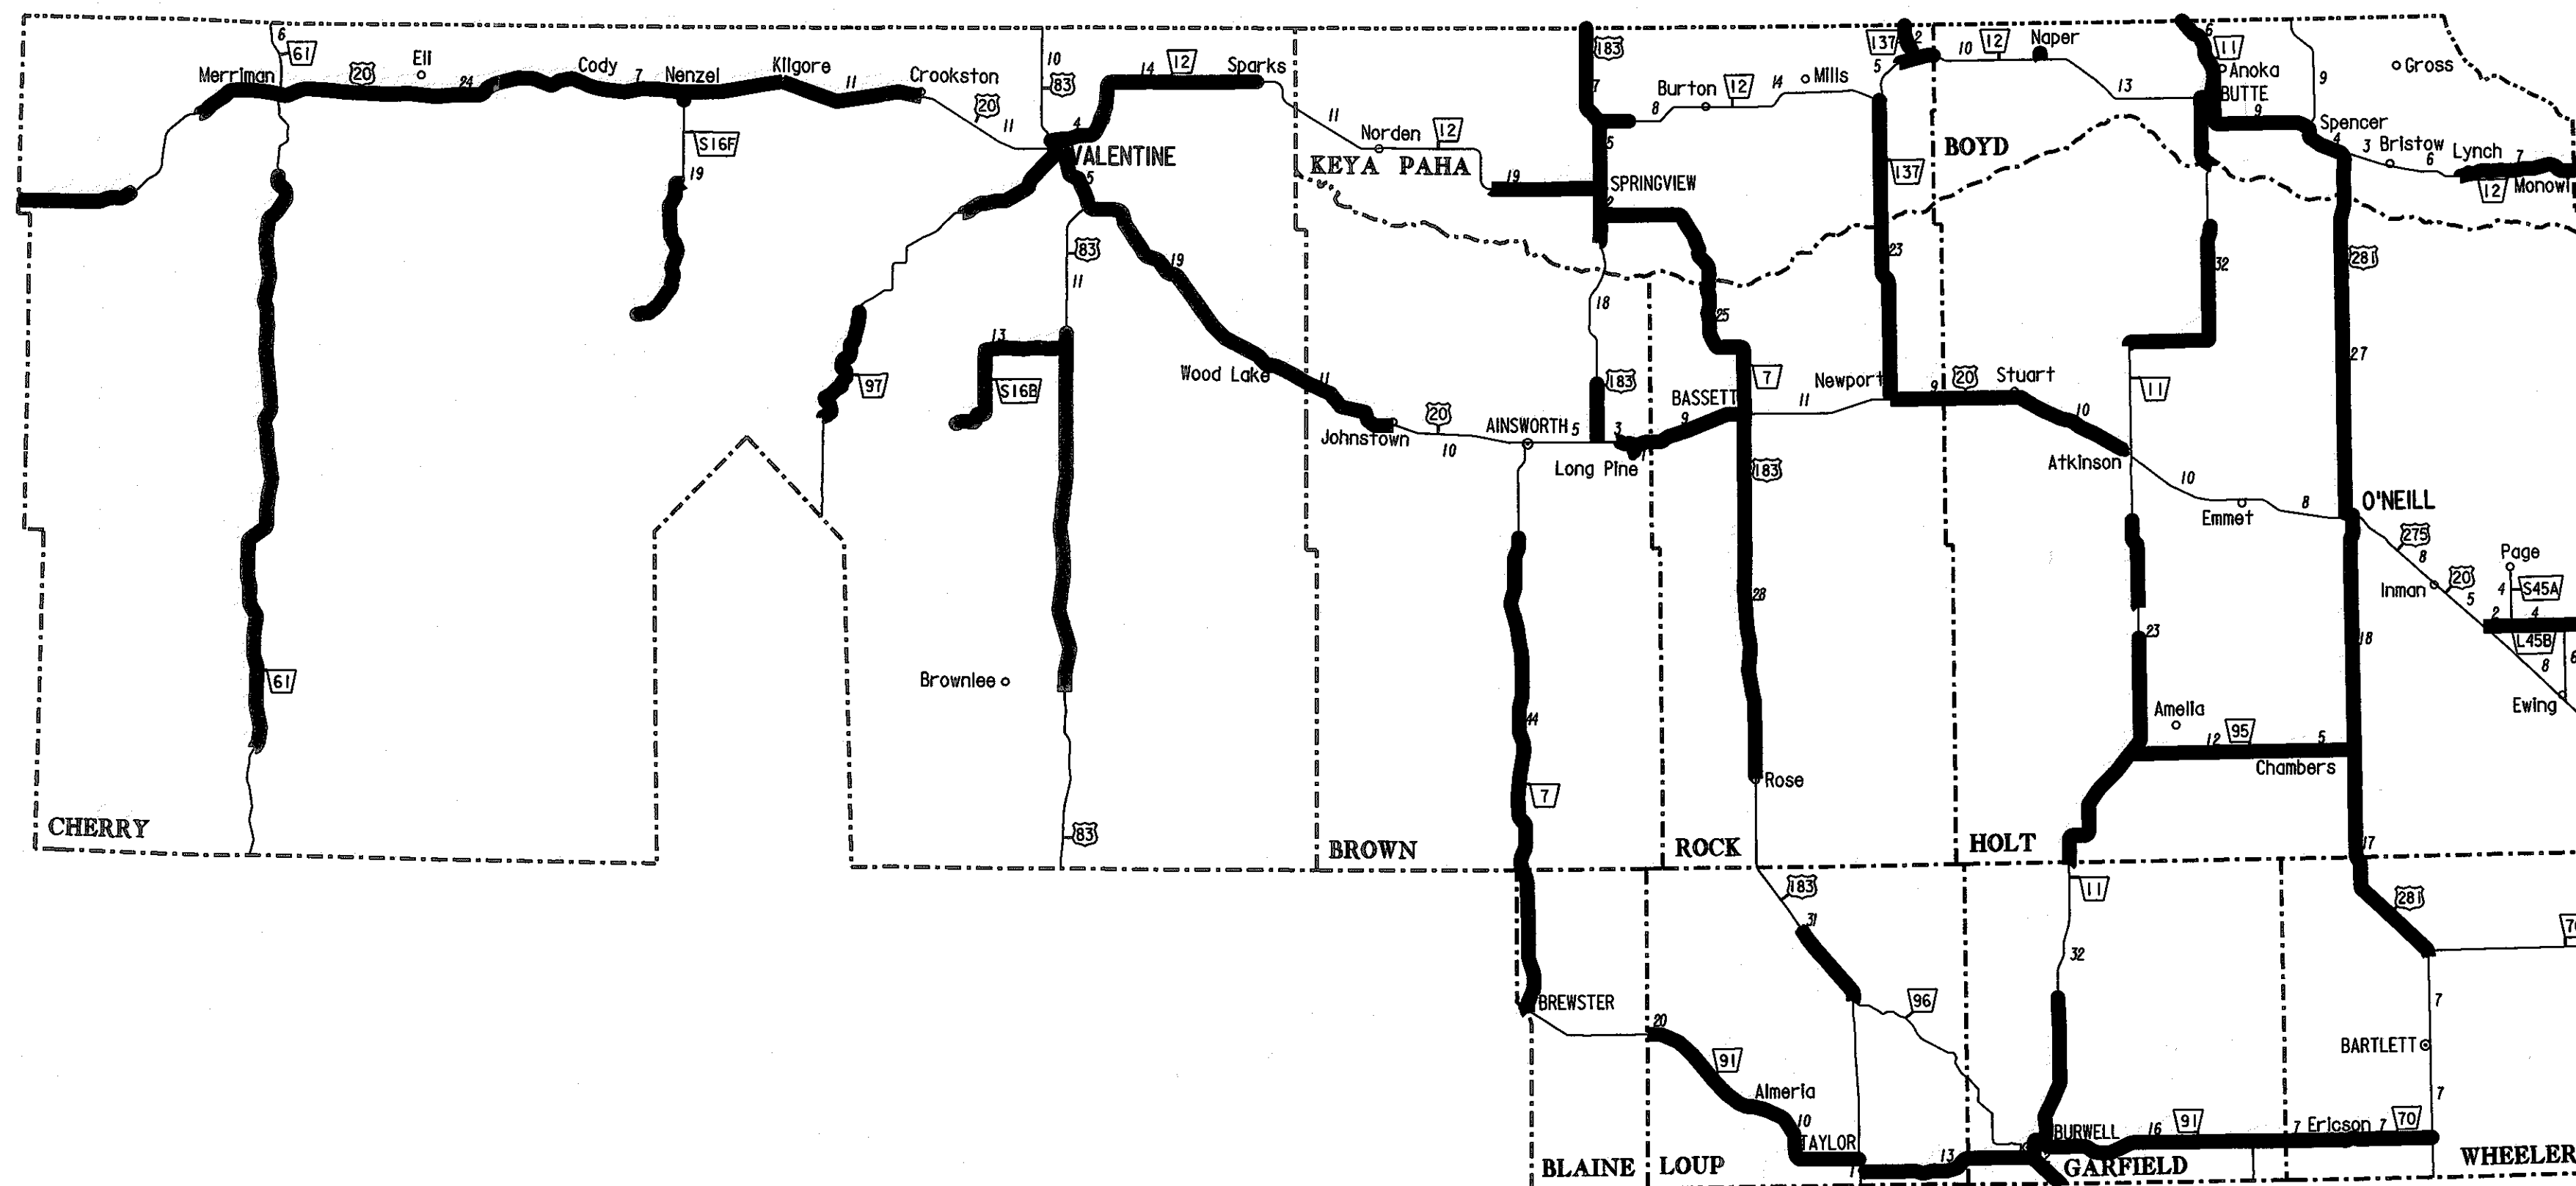 6
61
Eli
Merriman
20
24
Cody
7
Nenzel
Kilgore
11
Crookston
20
11
10
83
14
12
Sparks
4
VALENTINE
5
S16F
19
11
Norden
12
KEYA PAHA
19
183
7
8
Burton
12
14
Mills
5
SPRINGVIEW
2
137
2
5
10
12
Naper
13
BOYD
137
23
6
11
Anoka
BUTTE
9
9
Gross
Spencer
4
3
Bristow
6
Lynch
7
12
32
281
83
11
19
18
25
27
13
S16B
97
Wood Lake
11
Johnstown
20
10
AINSWORTH
5
183
3
Long Pine
1
9
BASSETT
7
11
Newport
9
20
Stuart
10
Atkinson
11
183
10
Emmet
8
O'NEILL
275
8
Inman
20
5
Page
4
S45A
2
4
L45B
8
8
Ewing
28
23
18
61
Brownlee
44
Amelia
12
95
5
Chambers
7
Rose
83
CHERRY
BROWN
ROCK
HOLT
17
183
31
11
281
32
96
7
BREWSTER
20
91
Almeria
10
TAYLOR
1
13
BARTLETT
7
BURWELL
16
91
7
Ericson
7
70
BLAINE
LOUP
GARFIELD
WHEELER